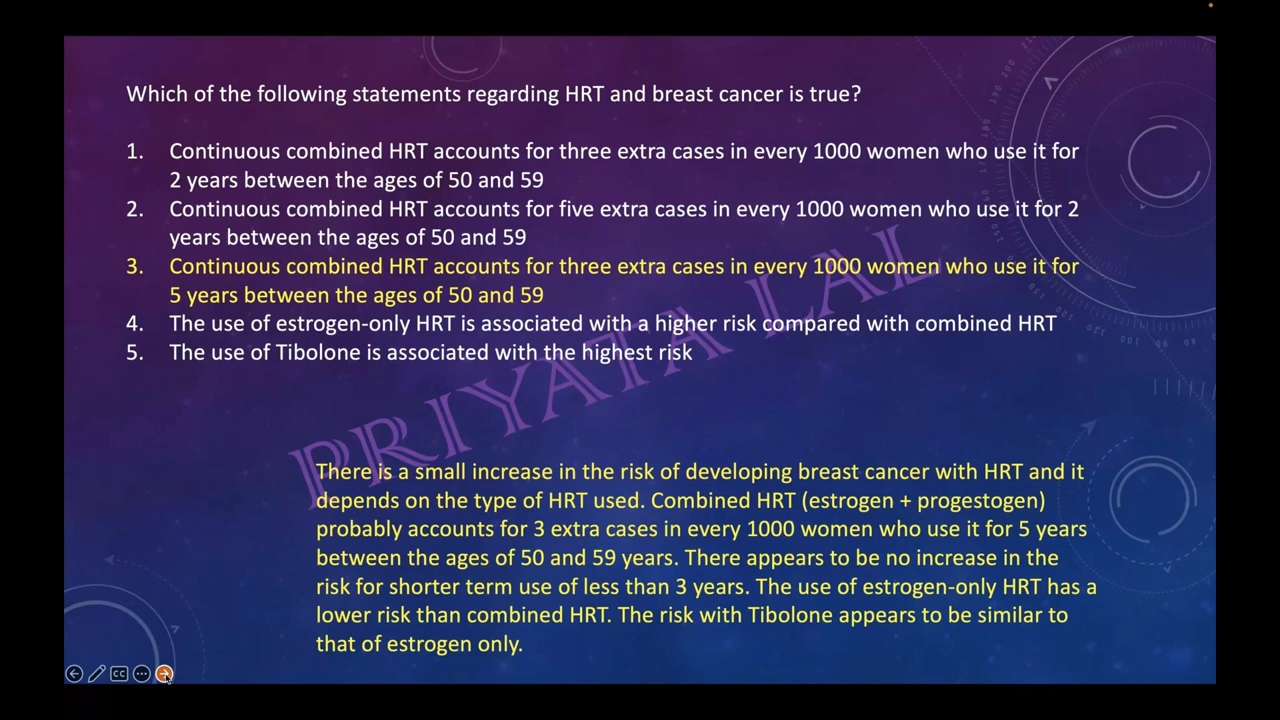 Which of the following statements regarding HRT and breast cancer is true?
1. Continuous combined HRT accounts for three extra cases in every 1000 women who use it for
2 years between the ages of 50 and 59
2. Continuous combined HRT accounts for five extra cases in every 1000 women who use it for 2
years between the ages of 50 and 59
3. Continuous combined HRT accounts for three extra cases in every 1000 women who use it for
5 years between the ages of 50 and 59
4. The use of estrogen-only HRT is associated with a higher risk compared with combined HRT
5. The use of Tibolone is associated with the highest risk
PRIYATA LAL
There is a small increase in the risk of developing breast cancer with HRT and it
depends on the type of HRT used. Combined HRT (estrogen + progestogen)
probably accounts for 3 extra cases in every 1000 women who use it for 5 years
between the ages of 50 and 59 years. There appears to be no increase in the
risk for shorter term use of less than 3 years. The use of estrogen-only HRT has a
lower risk than combined HRT. The risk with Tibolone appears to be similar to
that of estrogen only.
CC